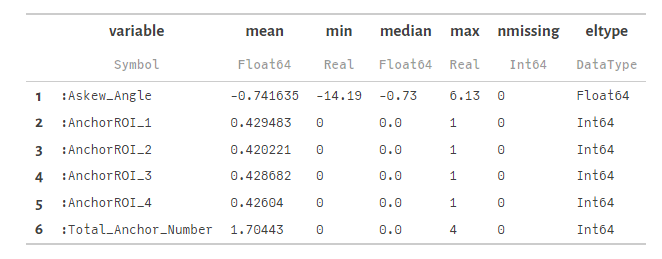 variable mean min median max nmissing eltype
Symbol Float64 Real Float64 Real Int64 DataType
1 :Askew_Angle -0.741635 -14.19 -0.73 6.13 0 Float64
2 :AnchorROI_1 0.429483 0 0.0 1 0 Int64
3 :AnchorROI_2 0.420221 0 0.0 1 0 Int64
4 :AnchorROI_3 0.428682 0 0.0 1 0 Int64
5 :AnchorROI_4 0.42604 0 0.0 1 0 Int64
6 :Total_Anchor_Number 1.70443 0 0.0 4 0 Int64